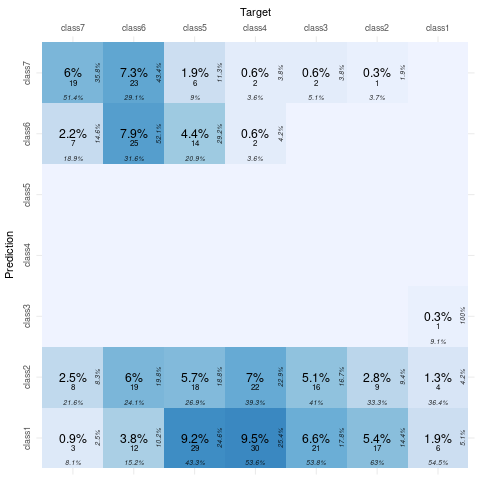 Target
class7 class6 class5 class4 class3 class2 class1
Prediction
class7
6% 19 35.8% 51.4%
7.3% 23 43.4% 29.1%
1.9% 6 11.3% 9%
0.6% 2 3.8% 3.6%
0.6% 2 3.8% 5.1%
0.3% 1 1.9% 3.7%
class6
2.2% 7 14.6% 18.9%
7.9% 25 52.1% 31.6%
4.4% 14 29.2% 20.9%
0.6% 2 4.2% 3.6%
class5
class4
class3
0.3% 1 100% 9.1%
class2
2.5% 8 8.3% 21.6%
6% 19 19.8% 24.1%
5.7% 18 18.8% 26.9%
7% 22 22.9% 39.3%
5.1% 16 16.7% 41%
2.8% 9 9.4% 33.3%
1.3% 4 4.2% 36.4%
class1
0.9% 3 2.5% 8.1%
3.8% 12 10.2% 15.2%
9.2% 29 24.6% 43.3%
9.5% 30 25.4% 53.6%
6.6% 21 17.8% 53.8%
5.4% 17 14.4% 63%
1.9% 6 5.1% 54.5%